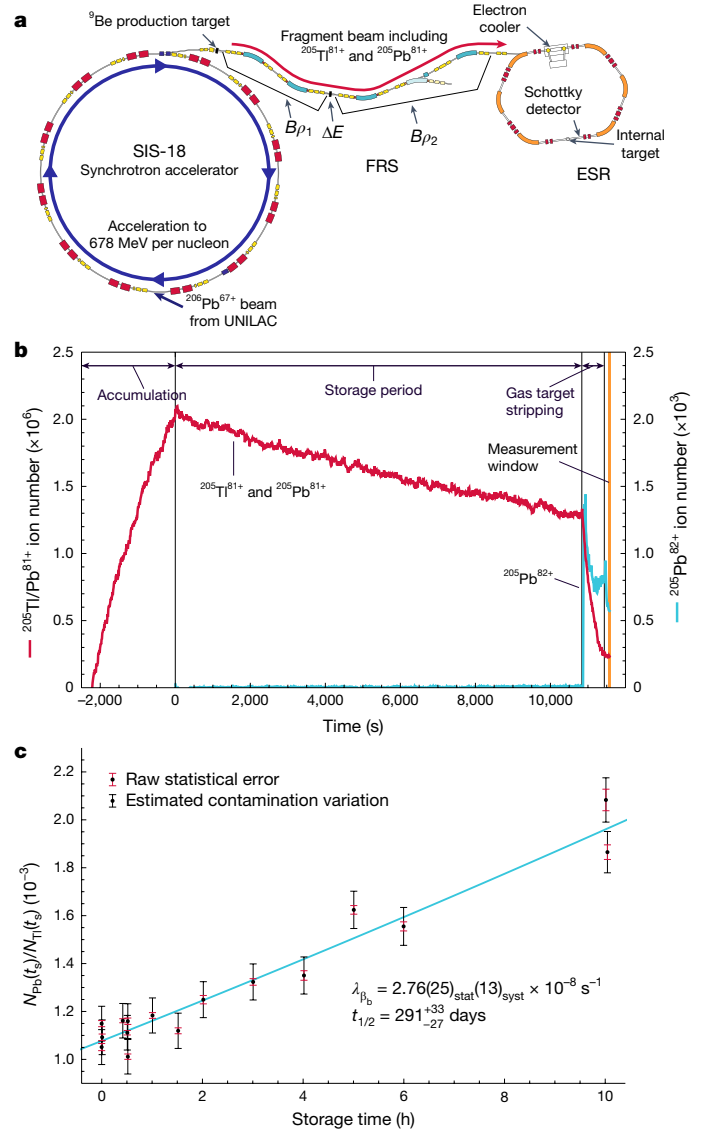 a
⁹Be production target
Fragment beam including
²⁰⁵Tl⁸¹⁺ and ²⁰⁵Pb⁸¹⁺
Electron
cooler
Schottky
detector
Internal
target
Bρ₁ ΔE Bρ₂
FRS
ESR
SIS-18
Synchrotron accelerator
Acceleration to
678 MeV per nucleon
²⁰⁶Pb⁶⁷⁺ beam
from UNILAC
b
2.5
2.0
1.5
1.0
0.5
0
²⁰⁵Tl/Pb⁸¹⁺ ion number (×10⁶)
Accumulation
Storage period
Gas target
stripping
Measurement
window
²⁰⁵Tl⁸¹⁺ and ²⁰⁵Pb⁸¹⁺
²⁰⁵Pb⁸²⁺
2.5
2.0
1.5
1.0
0.5
0
²⁰⁵Pb⁸²⁺ ion number (×10³)
−2,000 0 2,000 4,000 6,000 8,000 10,000
Time (s)
c
2.2
2.0
1.8
1.6
1.4
1.2
1.0
N_Pb(t_s)/N_Tl(t_s) (10⁻³)
Raw statistical error
Estimated contamination variation
λ_βb = 2.76(25)_stat(13)_syst × 10⁻⁸ s⁻¹
t₁/₂ = 291⁺³³₋₂₇ days
0 2 4 6 8 10
Storage time (h)